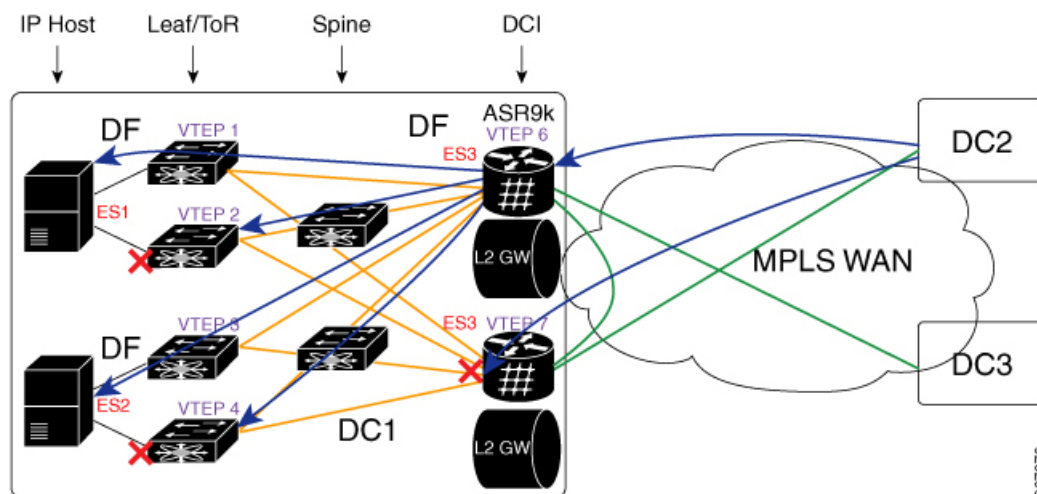 IP Host
Leaf/ToR
Spine
DCI
DF
VTEP 1
DF
ASR9k
VTEP 6
ES3
DC2
ES1
VTEP 2
L2 GW
MPLS WAN
DF
VTEP 3
ES3
VTEP 7
DC3
ES2
VTEP 4
DC1
L2 GW